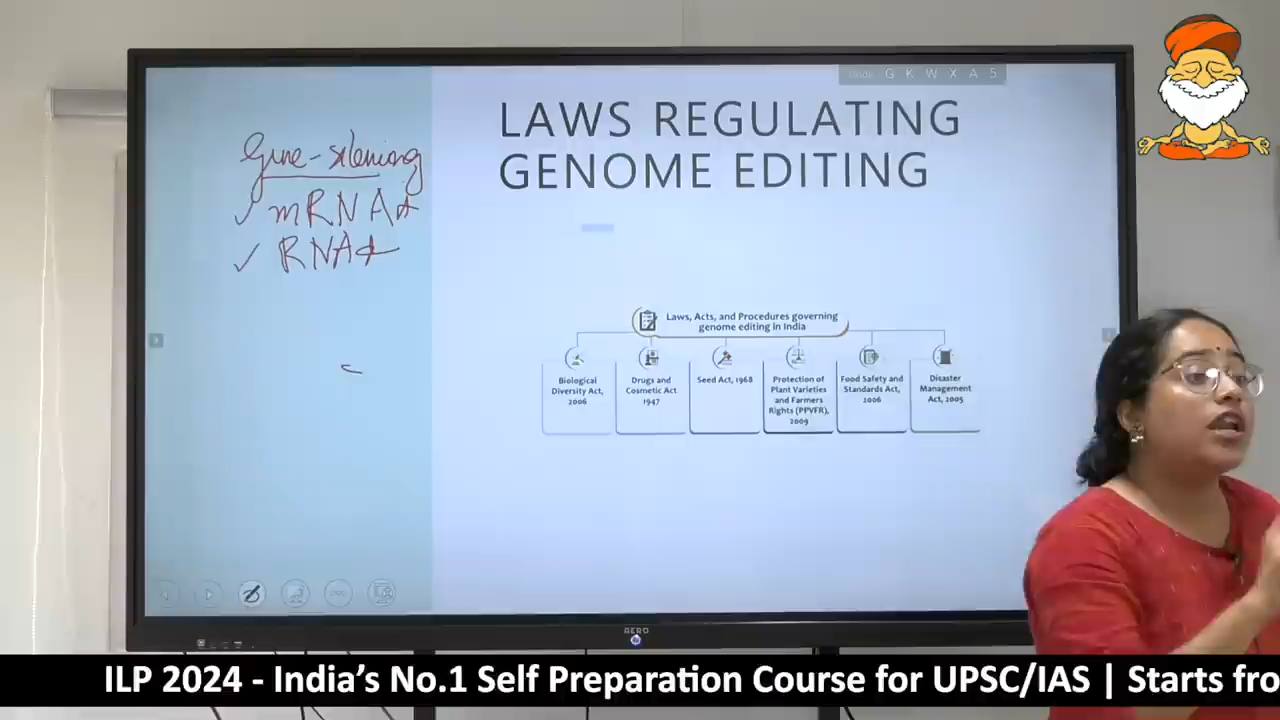 Code G K W X A 5
LAWS REGULATING
GENOME EDITING
Gene-silencing
✓ mRNA
✓ RNA
Laws, Acts, and Procedures governing
genome editing in India
Biological
Diversity Act,
2006
Drugs and
Cosmetic Act
1947
Seed Act, 1968
Protection of
Plant Varieties
and Farmers
Rights (PPVFR),
2009
Food Safety and
Standards Act,
2006
Disaster
Management
Act, 2005
ILP 2024 - India’s No.1 Self Preparation Course for UPSC/IAS | Starts fro